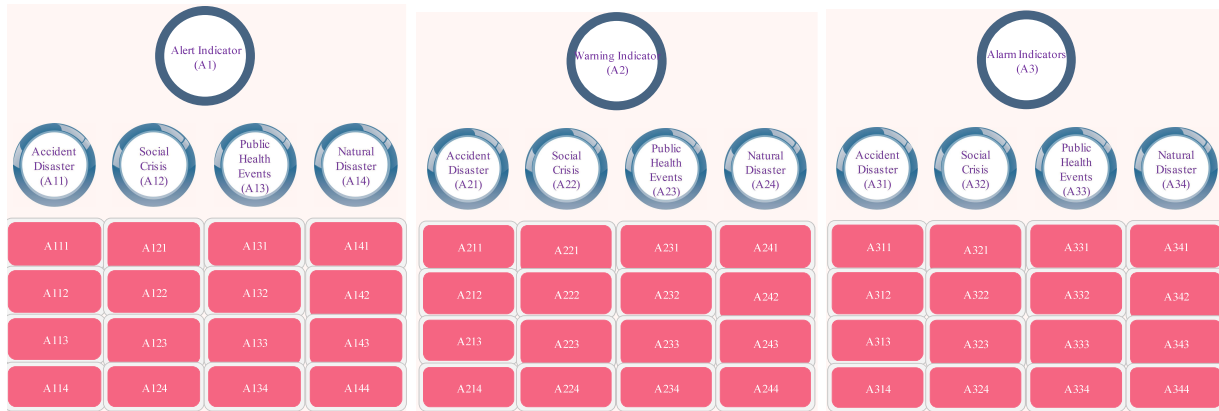 Alert Indicator
(A1)
Accident
Disaster
(A11)
Social
Crisis
(A12)
Public
Health
Events
(A13)
Natural
Disaster
(A14)
A111
A121
A131
A141
A112
A122
A132
A142
A113
A123
A133
A143
A114
A124
A134
A144
Warning Indicator
(A2)
Accident
Disaster
(A21)
Social
Crisis
(A22)
Public
Health
Events
(A23)
Natural
Disaster
(A24)
A211
A221
A231
A241
A212
A222
A232
A242
A213
A223
A233
A243
A214
A224
A234
A244
Alarm Indicators
(A3)
Accident
Disaster
(A31)
Social
Crisis
(A32)
Public
Health
Events
(A33)
Natural
Disaster
(A34)
A311
A321
A331
A341
A312
A322
A332
A342
A313
A323
A333
A343
A314
A324
A334
A344